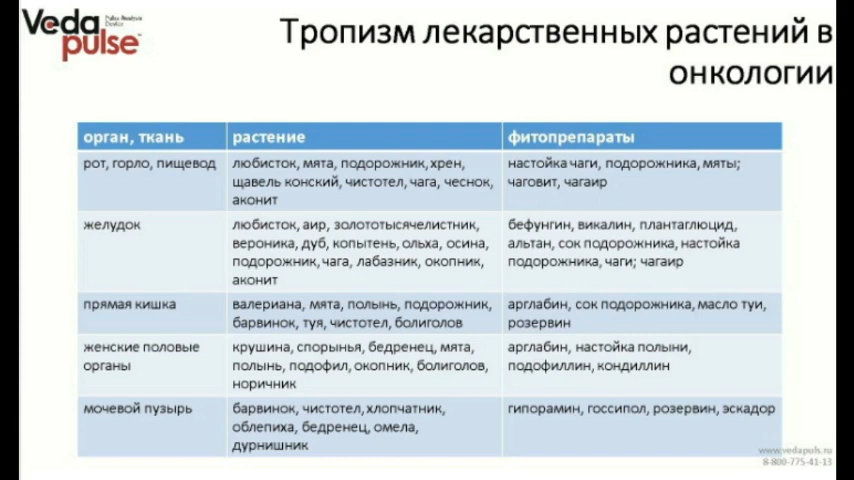 Veda
pulse
Pulse Analysis
Device
Тропизм лекарственных растений в
онкологии
орган, ткань
растение
фитопрепараты
рот, горло, пищевод
любисток, мята, подорожник, хрен,
щавель конский, чистотел, чага, чеснок,
аконит
настойка чаги, подорожника, мяты;
чаговит, чагаир
желудок
любисток, аир, золототысячелистник,
вероника, дуб, копытень, ольха, осина,
подорожник, чага, лабазник, окопник,
аконит
бефунгин, викалин, плантаглюцид,
альтан, сок подорожника, настойка
подорожника, чаги; чагаир
прямая кишка
валериана, мята, полынь, подорожник,
барвинок, туя, чистотел, болиголов
арглабин, сок подорожника, масло туи,
розервин
женские половые
органы
крушина, спорынья, бедренец, мята,
полынь, подофил, окопник, болиголов,
норичник
арглабин, настойка полыни,
подофиллин, кондиллин
мочевой пузырь
барвинок, чистотел, хлопчатник,
облепиха, бедренец, омела,
дурнишник
гипорамин, госсипол, розервин, эскадор
www.vedapuls.ru
8-800-775-41-13